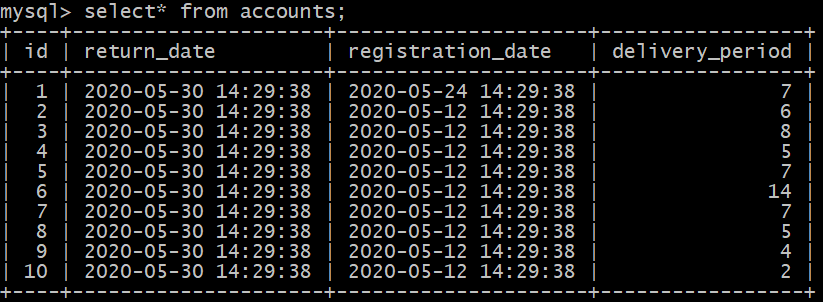 mysql> select* from accounts;
+----+---------------------+---------------------+-----------------+
| id | return_date         | registration_date   | delivery_period |
+----+---------------------+---------------------+-----------------+
|  1 | 2020-05-30 14:29:38 | 2020-05-24 14:29:38 |               7 |
|  2 | 2020-05-30 14:29:38 | 2020-05-12 14:29:38 |               6 |
|  3 | 2020-05-30 14:29:38 | 2020-05-12 14:29:38 |               8 |
|  4 | 2020-05-30 14:29:38 | 2020-05-12 14:29:38 |               5 |
|  5 | 2020-05-30 14:29:38 | 2020-05-12 14:29:38 |               7 |
|  6 | 2020-05-30 14:29:38 | 2020-05-12 14:29:38 |              14 |
|  7 | 2020-05-30 14:29:38 | 2020-05-12 14:29:38 |               7 |
|  8 | 2020-05-30 14:29:38 | 2020-05-12 14:29:38 |               5 |
|  9 | 2020-05-30 14:29:38 | 2020-05-12 14:29:38 |               4 |
| 10 | 2020-05-30 14:29:38 | 2020-05-12 14:29:38 |               2 |
+----+---------------------+---------------------+-----------------+